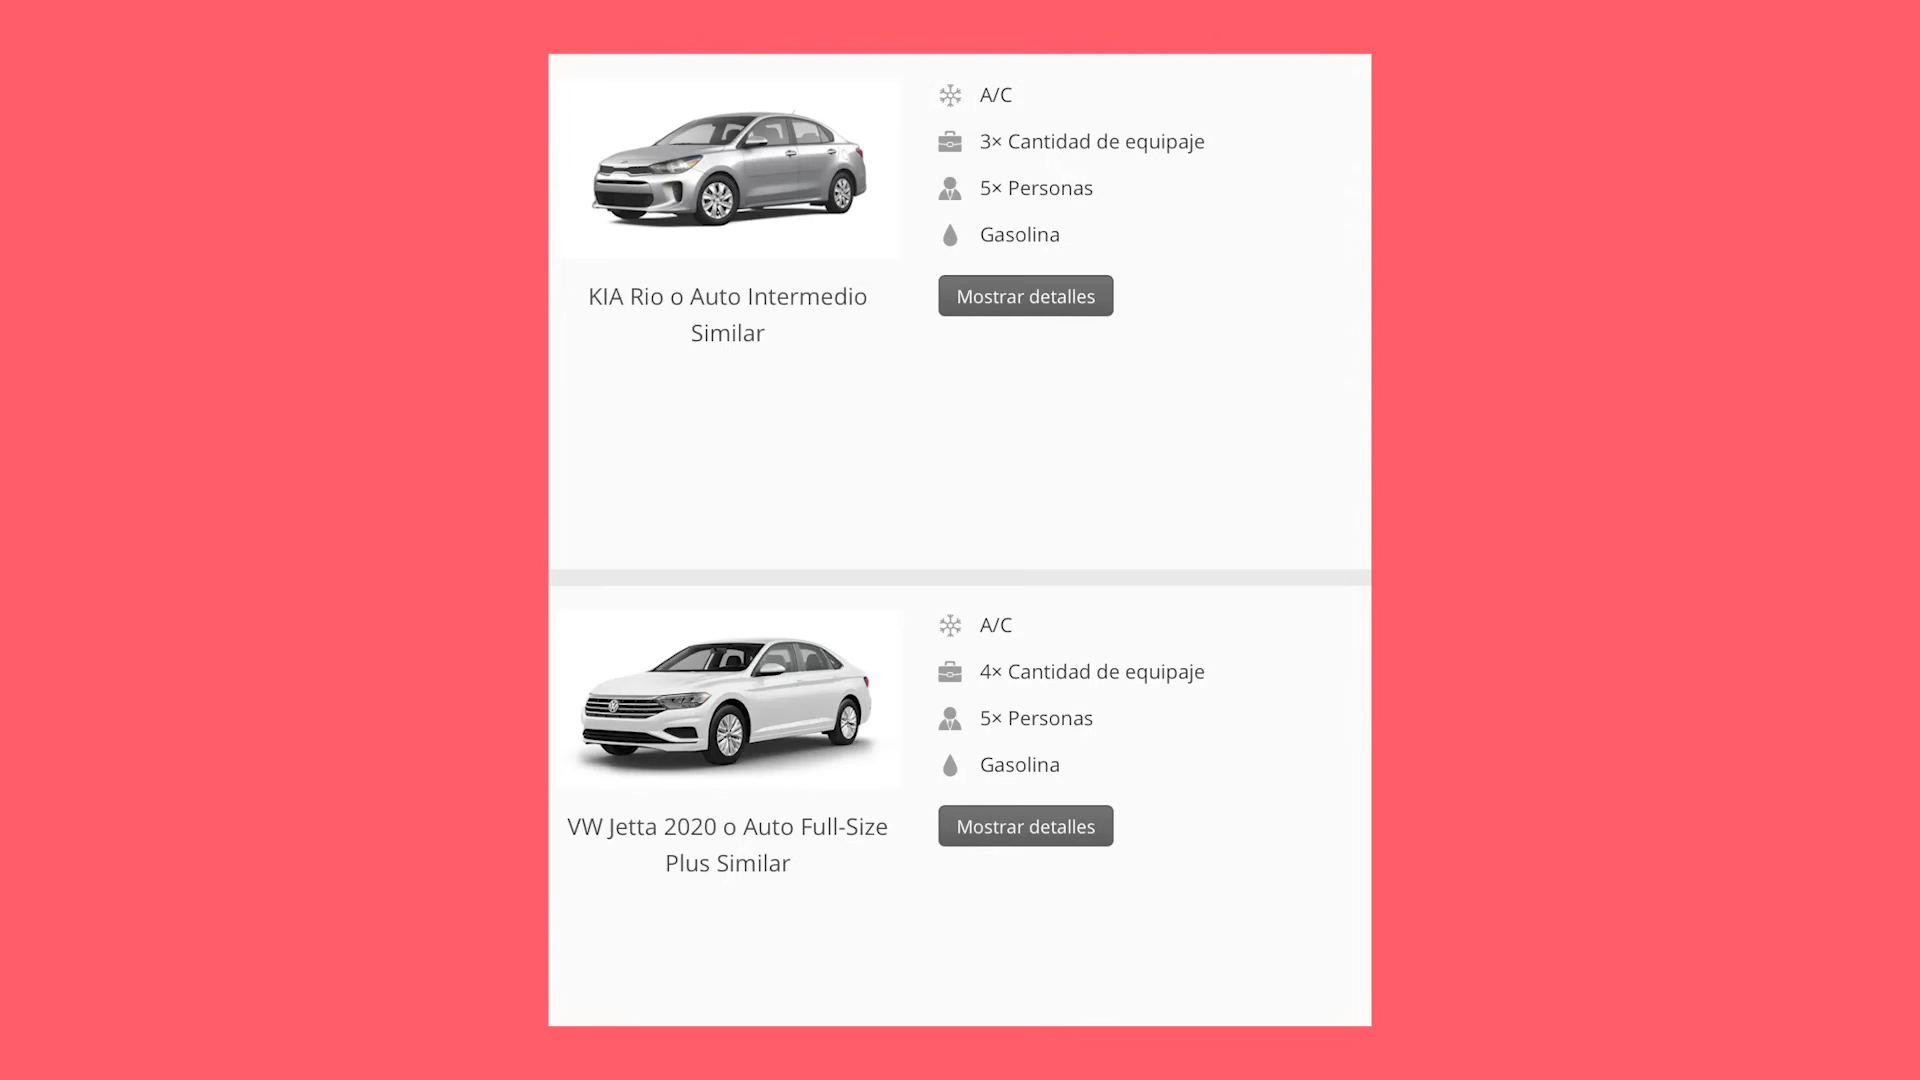 A/C
3× Cantidad de equipaje
5× Personas
Gasolina
Mostrar detalles
KIA Rio o Auto Intermedio
Similar
A/C
4× Cantidad de equipaje
5× Personas
Gasolina
Mostrar detalles
VW Jetta 2020 o Auto Full-Size
Plus Similar